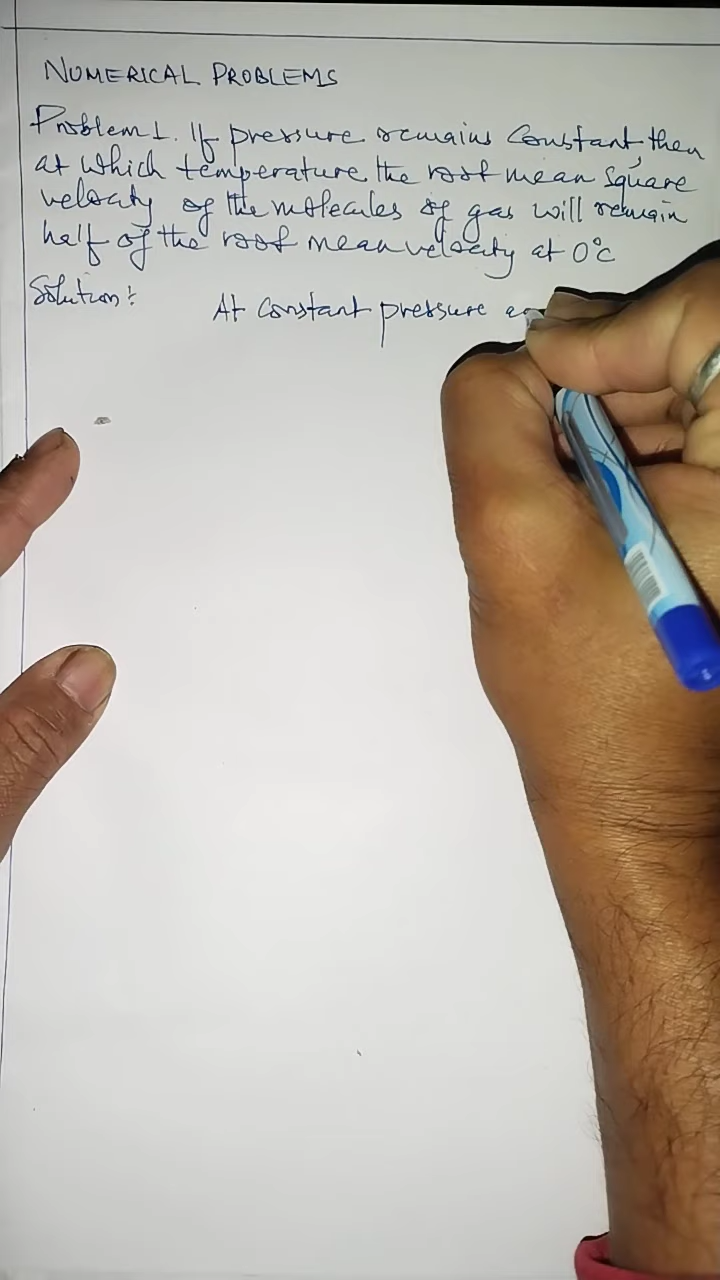 NUMERICAL PROBLEMS
Problem 1. If pressure remains Constant, then
at which temperature the root mean square
velocity of the molecules of gas will remain
half of the root mean velocity at 0°C
Solution:
At Constant pressure